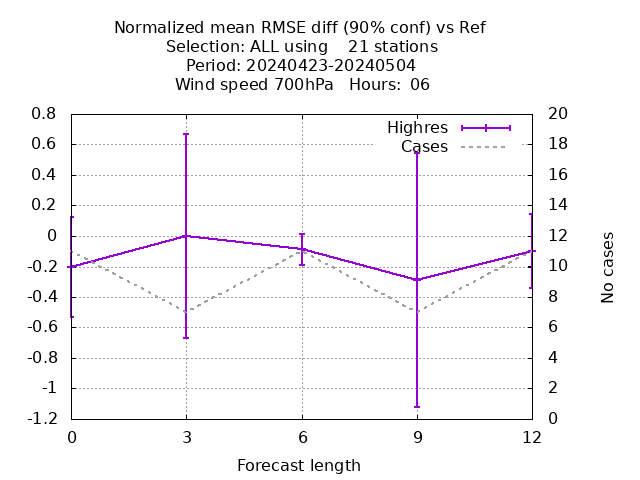 Normalized mean RMSE diff (90% conf) vs Ref
Selection: ALL using    21 stations
Period: 20240423-20240504
Wind speed 700hPa   Hours:  06
0.8
0.6
0.4
0.2
0
-0.2
-0.4
-0.6
-0.8
-1
-1.2
Highres
Cases
20
18
16
14
12
10
8
6
4
2
0
No cases
0 3 6 9 12
Forecast length